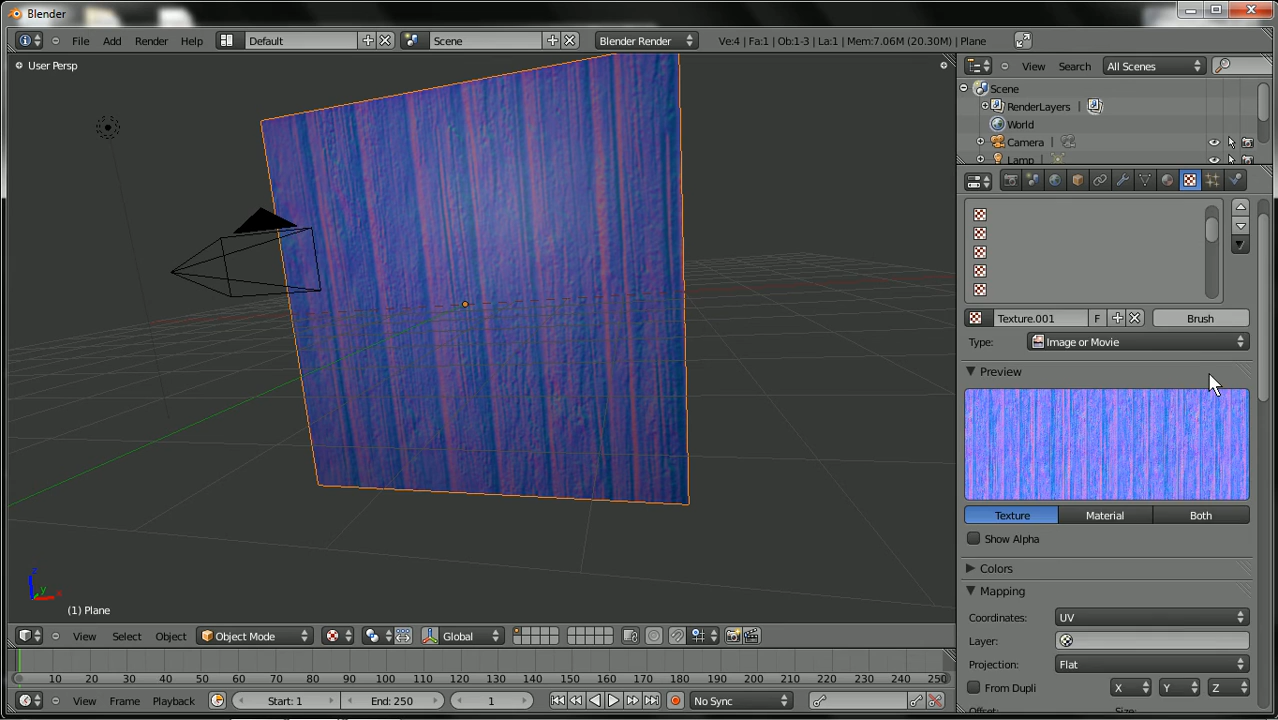 Blender
File Add Render Help Default Scene Blender Render Ve:4 | Fa:1 | Ob:1-3 | La:1 | Mem:7.06M (20.30M) | Plane
User Persp
View Search All Scenes
Scene
RenderLayers
World
Camera
Lamp
Texture.001 F Brush
Type: Image or Movie
Preview
Texture Material Both
Show Alpha
Colors
Mapping
Coordinates: UV
Layer:
Projection: Flat
From Dupli X Y Z
Offset: Size:
z y x
(1) Plane
View Select Object Object Mode Global
10 20 30 40 50 60 70 80 90 100 110 120 130 140 150 160 170 180 190 200 210 220 230 240 250
View Frame Playback Start: 1 End: 250 1 No Sync